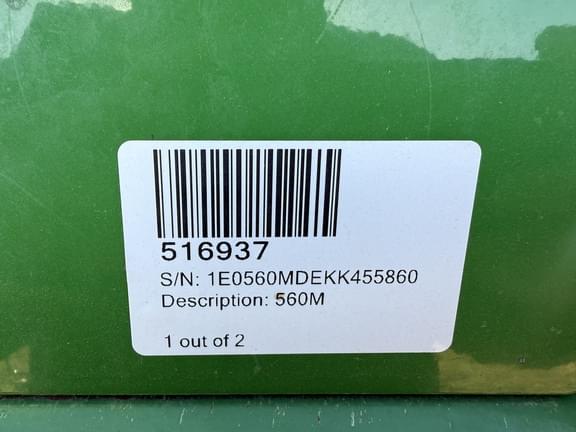 516937
S/N: 1E0560MDEKK455860
Description: 560M
1 out of 2